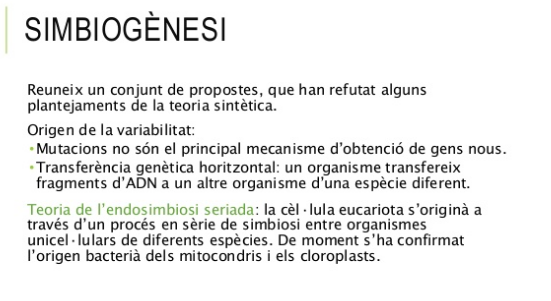 SIMBIOGÈNESI
Reuneix un conjunt de propostes, que han refutat alguns
plantejaments de la teoria sintètica.
Origen de la variabilitat:
•Mutacions no són el principal mecanisme d'obtenció de gens nous.
•Transferència genètica horitzontal: un organisme transfereix
fragments d'ADN a un altre organisme d'una espècie diferent.
Teoria de l'endosimbiosi seriada: la cèl·lula eucariota s'originà a
través d'un procés en sèrie de simbiosi entre organismes
unicel·lulars de diferents espècies. De moment s'ha confirmat
l'origen bacterià dels mitocondris i els cloroplasts.